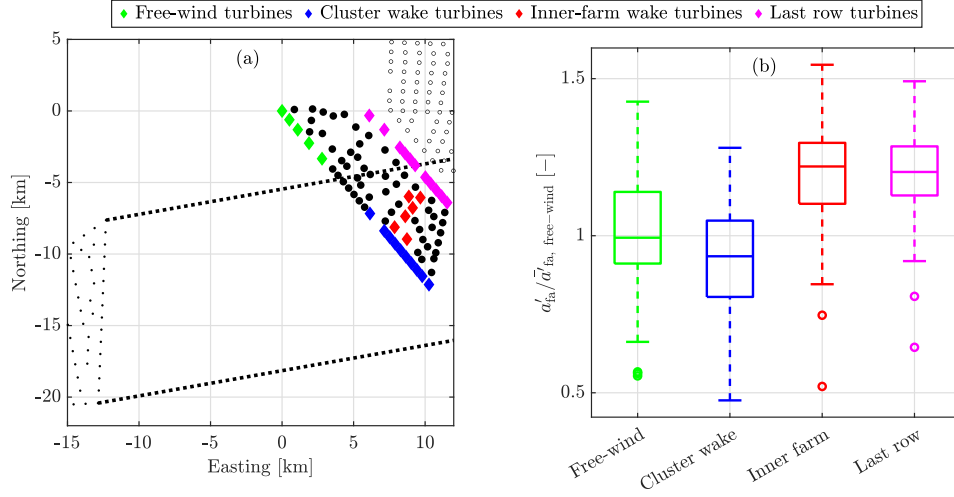 Free-wind turbines Cluster wake turbines Inner-farm wake turbines Last row turbines
(a)
5
0
-5
-10
-15
-20
Northing [km]
-15 -10 -5 0 5 10
Easting [km]
(b)
1.5
1
0.5
a′fa/a̅′fa, free−wind [—]
Free-wind Cluster wake Inner farm Last row